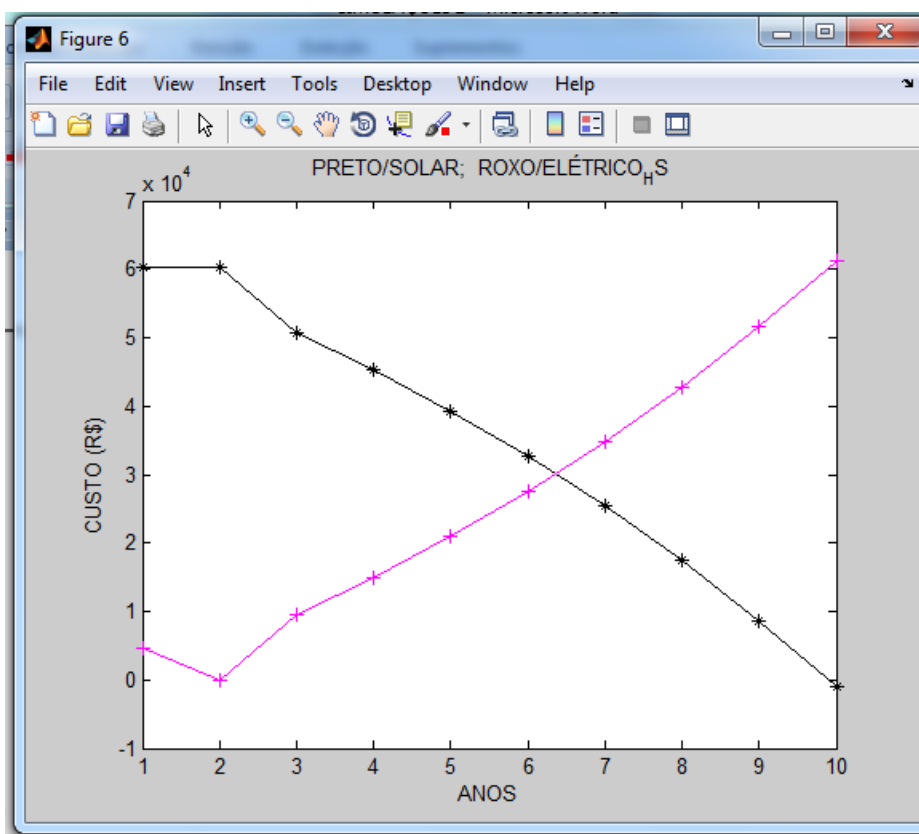 Figure 6
File Edit View Insert Tools Desktop Window Help
PRETO/SOLAR; ROXO/ELÉTRICO_HS
x 10^4
7
6
5
4
3
2
1
0
-1
CUSTO (R$)
1 2 3 4 5 6 7 8 9 10
ANOS